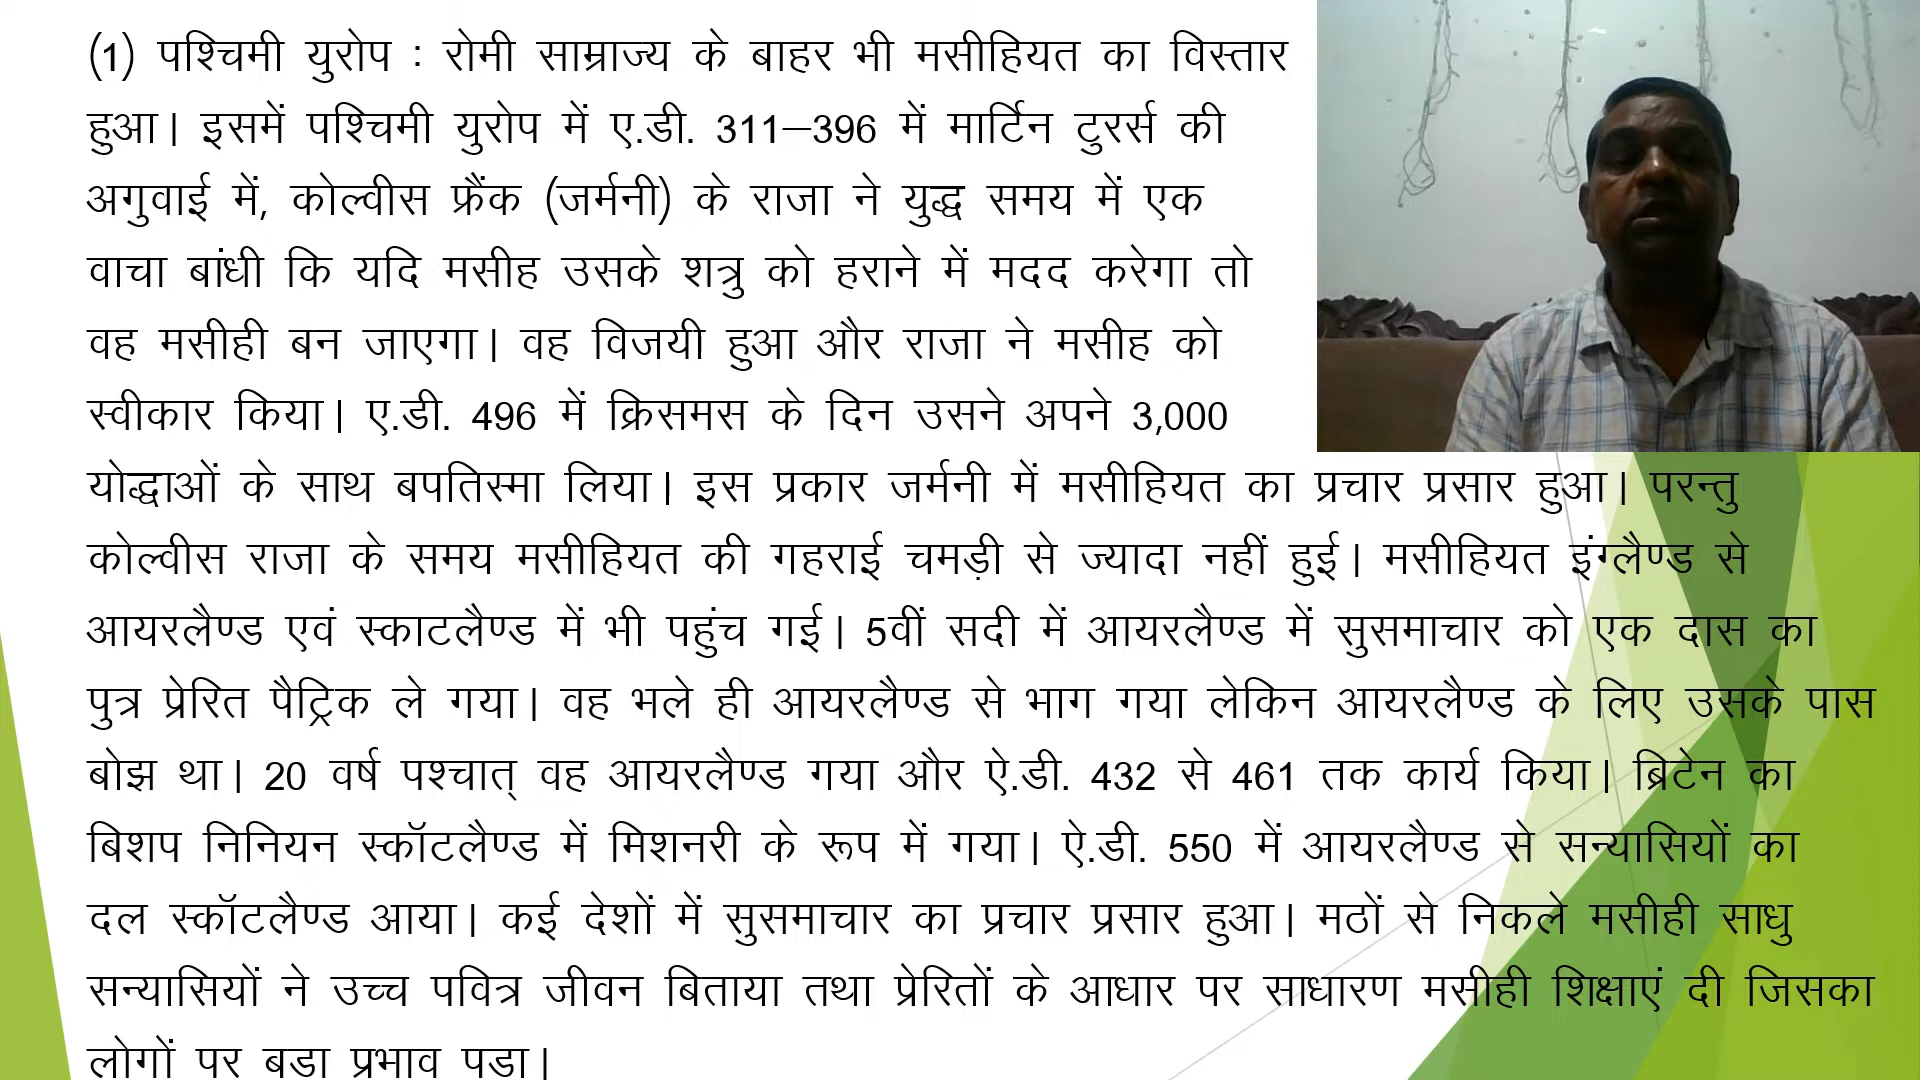 (1) पश्चिमी युरोप : रोमी साम्राज्य के बाहर भी मसीहियत का विस्तार
हुआ। इसमें पश्चिमी युरोप में ए.डी. 311–396 में मार्टिन टुरर्स की
अगुवाई में, कोल्वीस फ्रैंक (जर्मनी) के राजा ने युद्ध समय में एक
वाचा बांधी कि यदि मसीह उसके शत्रु को हराने में मदद करेगा तो
वह मसीही बन जाएगा। वह विजयी हुआ और राजा ने मसीह को
स्वीकार किया। ए.डी. 496 में क्रिसमस के दिन उसने अपने 3,000
योद्धाओं के साथ बपतिस्मा लिया। इस प्रकार जर्मनी में मसीहियत का प्रचार प्रसार हुआ। परन्तु
कोल्वीस राजा के समय मसीहियत की गहराई चमड़ी से ज्यादा नहीं हुई। मसीहियत इंग्लैण्ड से
आयरलैण्ड एवं स्काटलैण्ड में भी पहुंच गई। 5वीं सदी में आयरलैण्ड में सुसमाचार को एक दास का
पुत्र प्रेरित पैट्रिक ले गया। वह भले ही आयरलैण्ड से भाग गया लेकिन आयरलैण्ड के लिए उसके पास
बोझ था। 20 वर्ष पश्चात् वह आयरलैण्ड गया और ऐ.डी. 432 से 461 तक कार्य किया। ब्रिटेन का
बिशप निनियन स्कॉटलैण्ड में मिशनरी के रूप में गया। ऐ.डी. 550 में आयरलैण्ड से सन्यासियों का
दल स्कॉटलैण्ड आया। कई देशों में सुसमाचार का प्रचार प्रसार हुआ। मठों से निकले मसीही साधु
सन्यासियों ने उच्च पवित्र जीवन बिताया तथा प्रेरितों के आधार पर साधारण मसीही शिक्षाएं दी जिसका
लोगों पर बडा प्रभाव पडा।